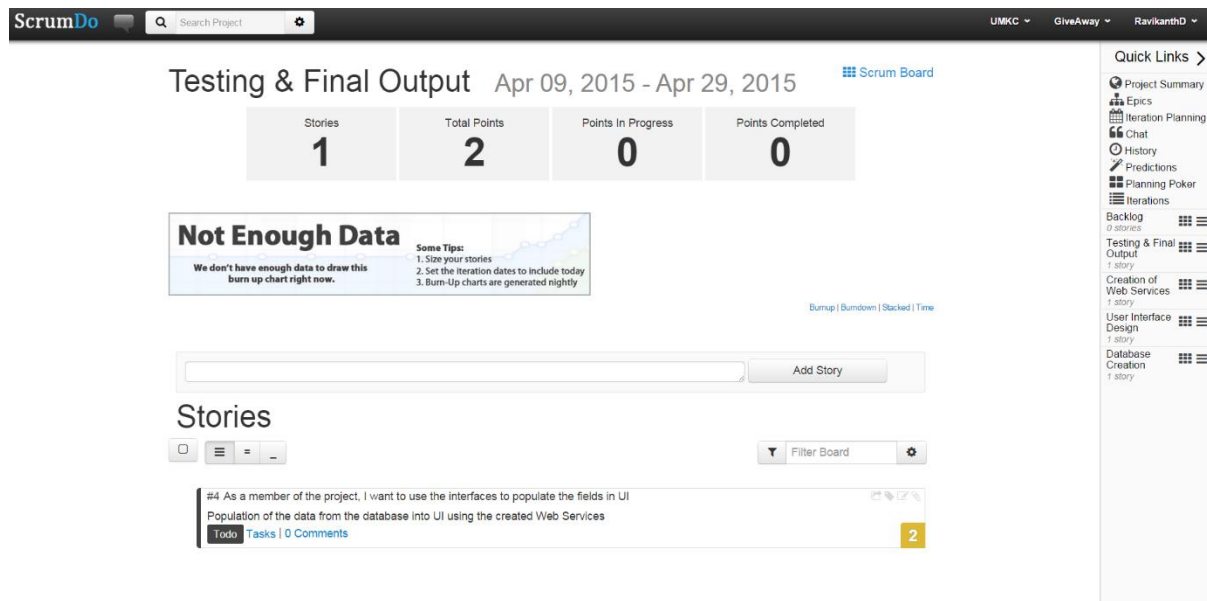 ScrumDo Search Project UMKC GiveAway RavikanthD
Testing & Final Output Apr 09, 2015 - Apr 29, 2015 Scrum Board
Stories Total Points Points In Progress Points Completed
1 2 0 0
Not Enough Data
We don't have enough data to draw this
burn up chart right now.
Some Tips:
1. Size your stories
2. Set the iteration dates to include today
3. Burn-Up charts are generated nightly
Burnup | Burndown | Stacked | Time
Add Story
Stories
Filter Board
#4 As a member of the project, I want to use the interfaces to populate the fields in UI
Population of the data from the database into UI using the created Web Services
Todo Tasks | 0 Comments
2
Quick Links
Project Summary
Epics
Iteration Planning
Chat
History
Predictions
Planning Poker
Iterations
Backlog
0 stories
Testing & Final
Output
1 story
Creation of
Web Services
1 story
User Interface
Design
1 story
Database
Creation
1 story